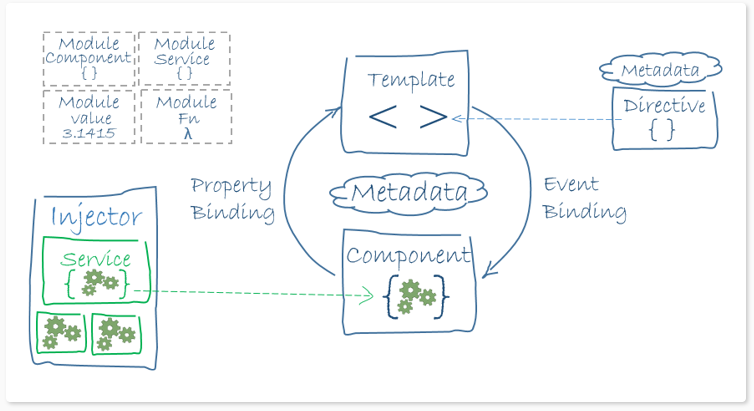 Module
Component
{ }
Module
Service
{ }
Module
value
3.1415
Module
Fn
λ
Template
< >
Metadata
Directive
{ }
Property
Binding
Metadata
Event
Binding
Injector
Service
{ }
Component
{ }